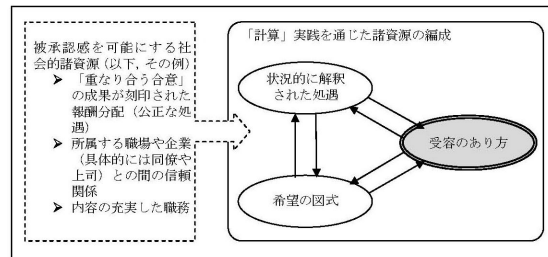 被承認感を可能にする社
会的諸資源(以下,その例)
➢ 「重なり合う合意」
の成果が刻印された
報酬分配(公正な処
遇)
➢ 所属する職場や企業
(具体的には同僚や
上司)との間の信頼
関係
➢ 内容の充実した職務
「計算」実践を通じた諸資源の編成
状況的に解釈
された処遇
受容のあり方
希望の図式